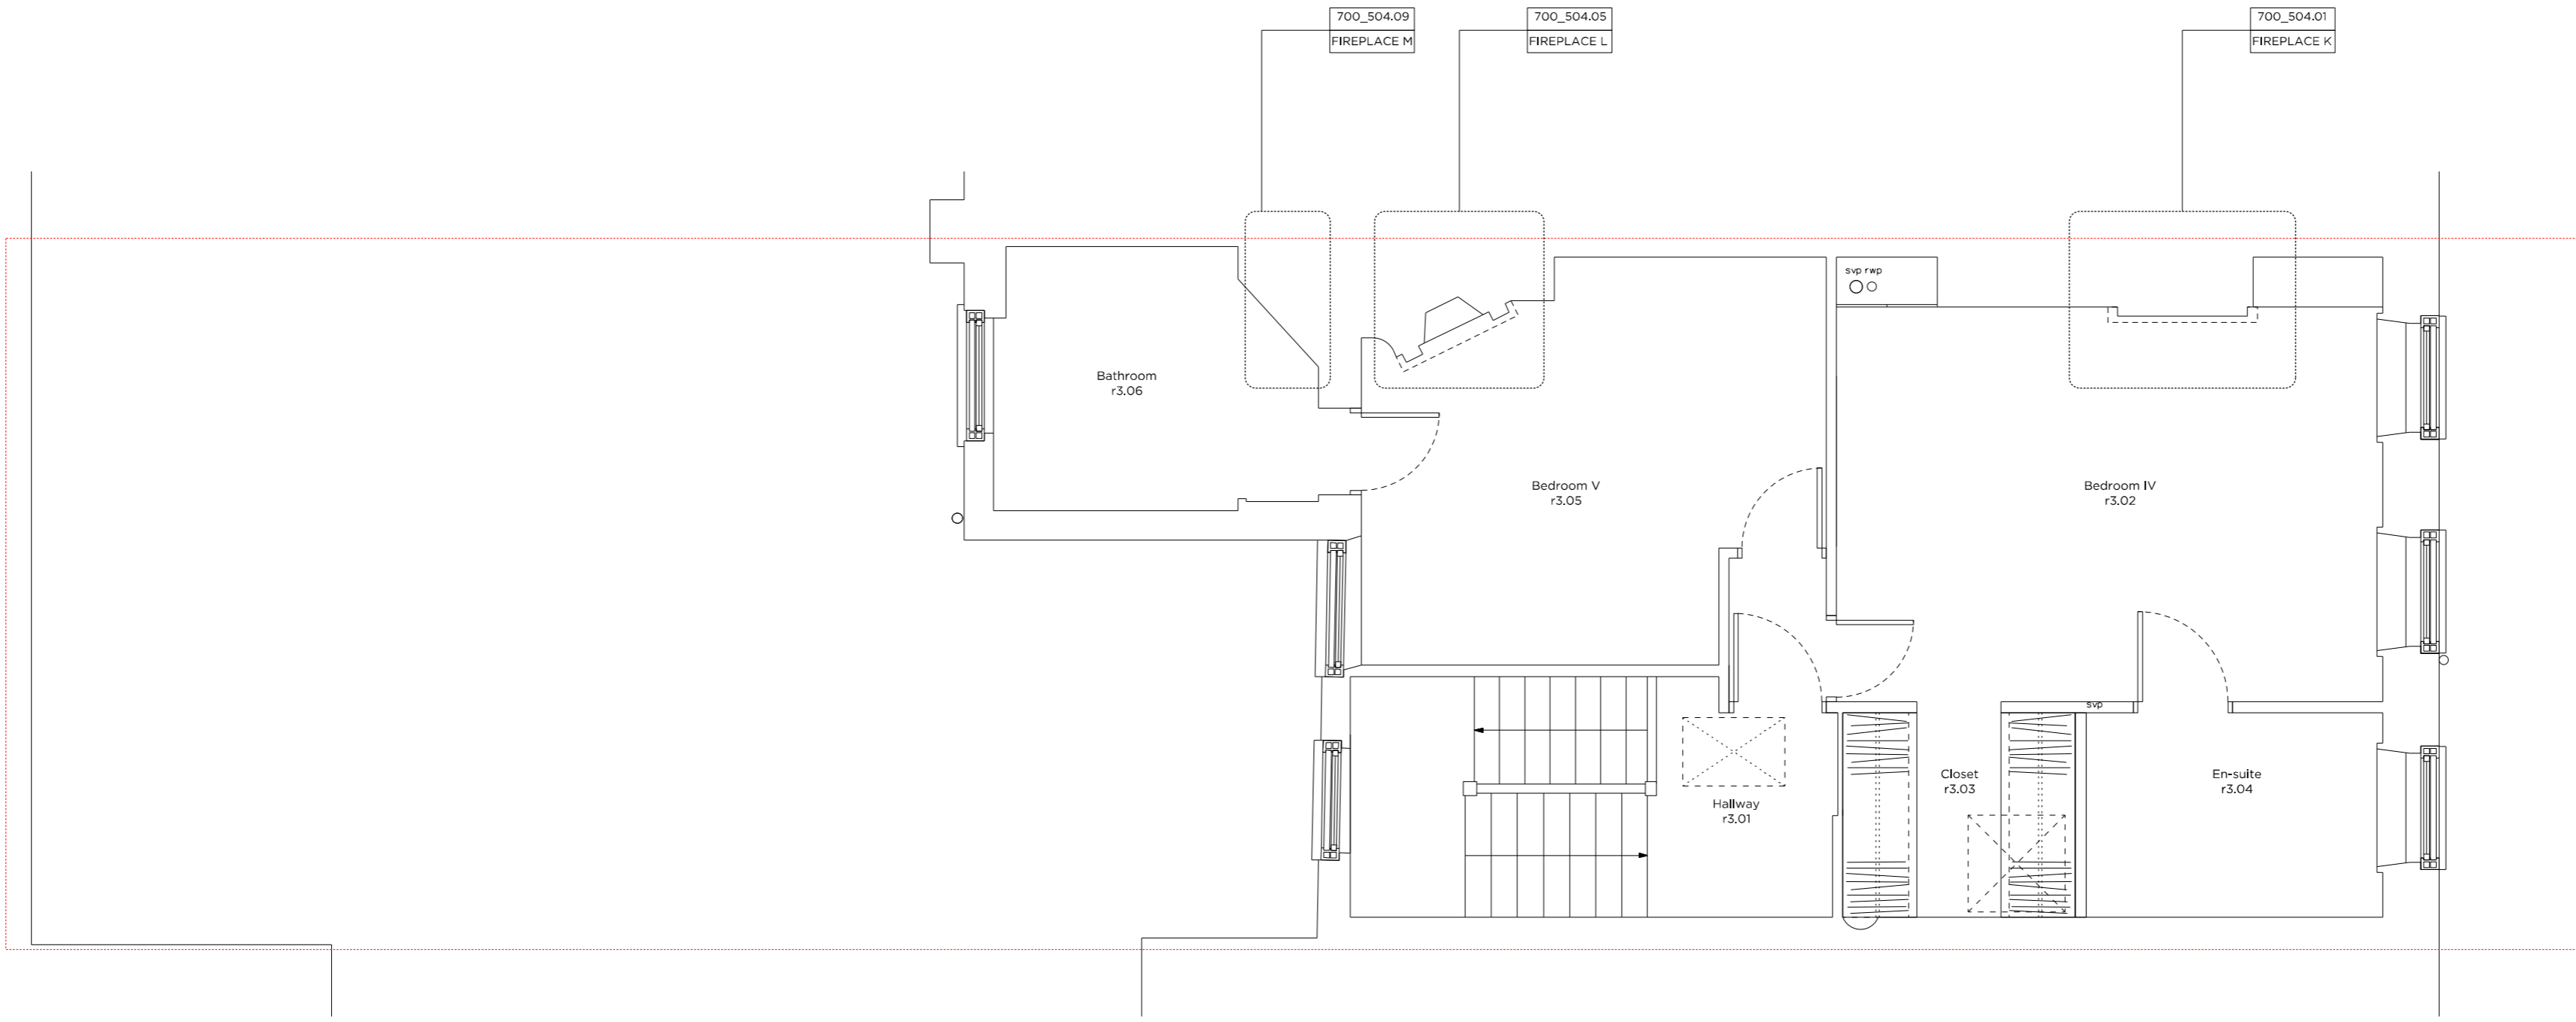 700_504.09
FIREPLACE M
700_504.05
FIREPLACE L
700_504.01
FIREPLACE K
svp rwp
Bathroom
r3.06
Bedroom V
r3.05
Bedroom IV
r3.02
svp
Closet
r3.03
En-suite
r3.04
Hallway
r3.01